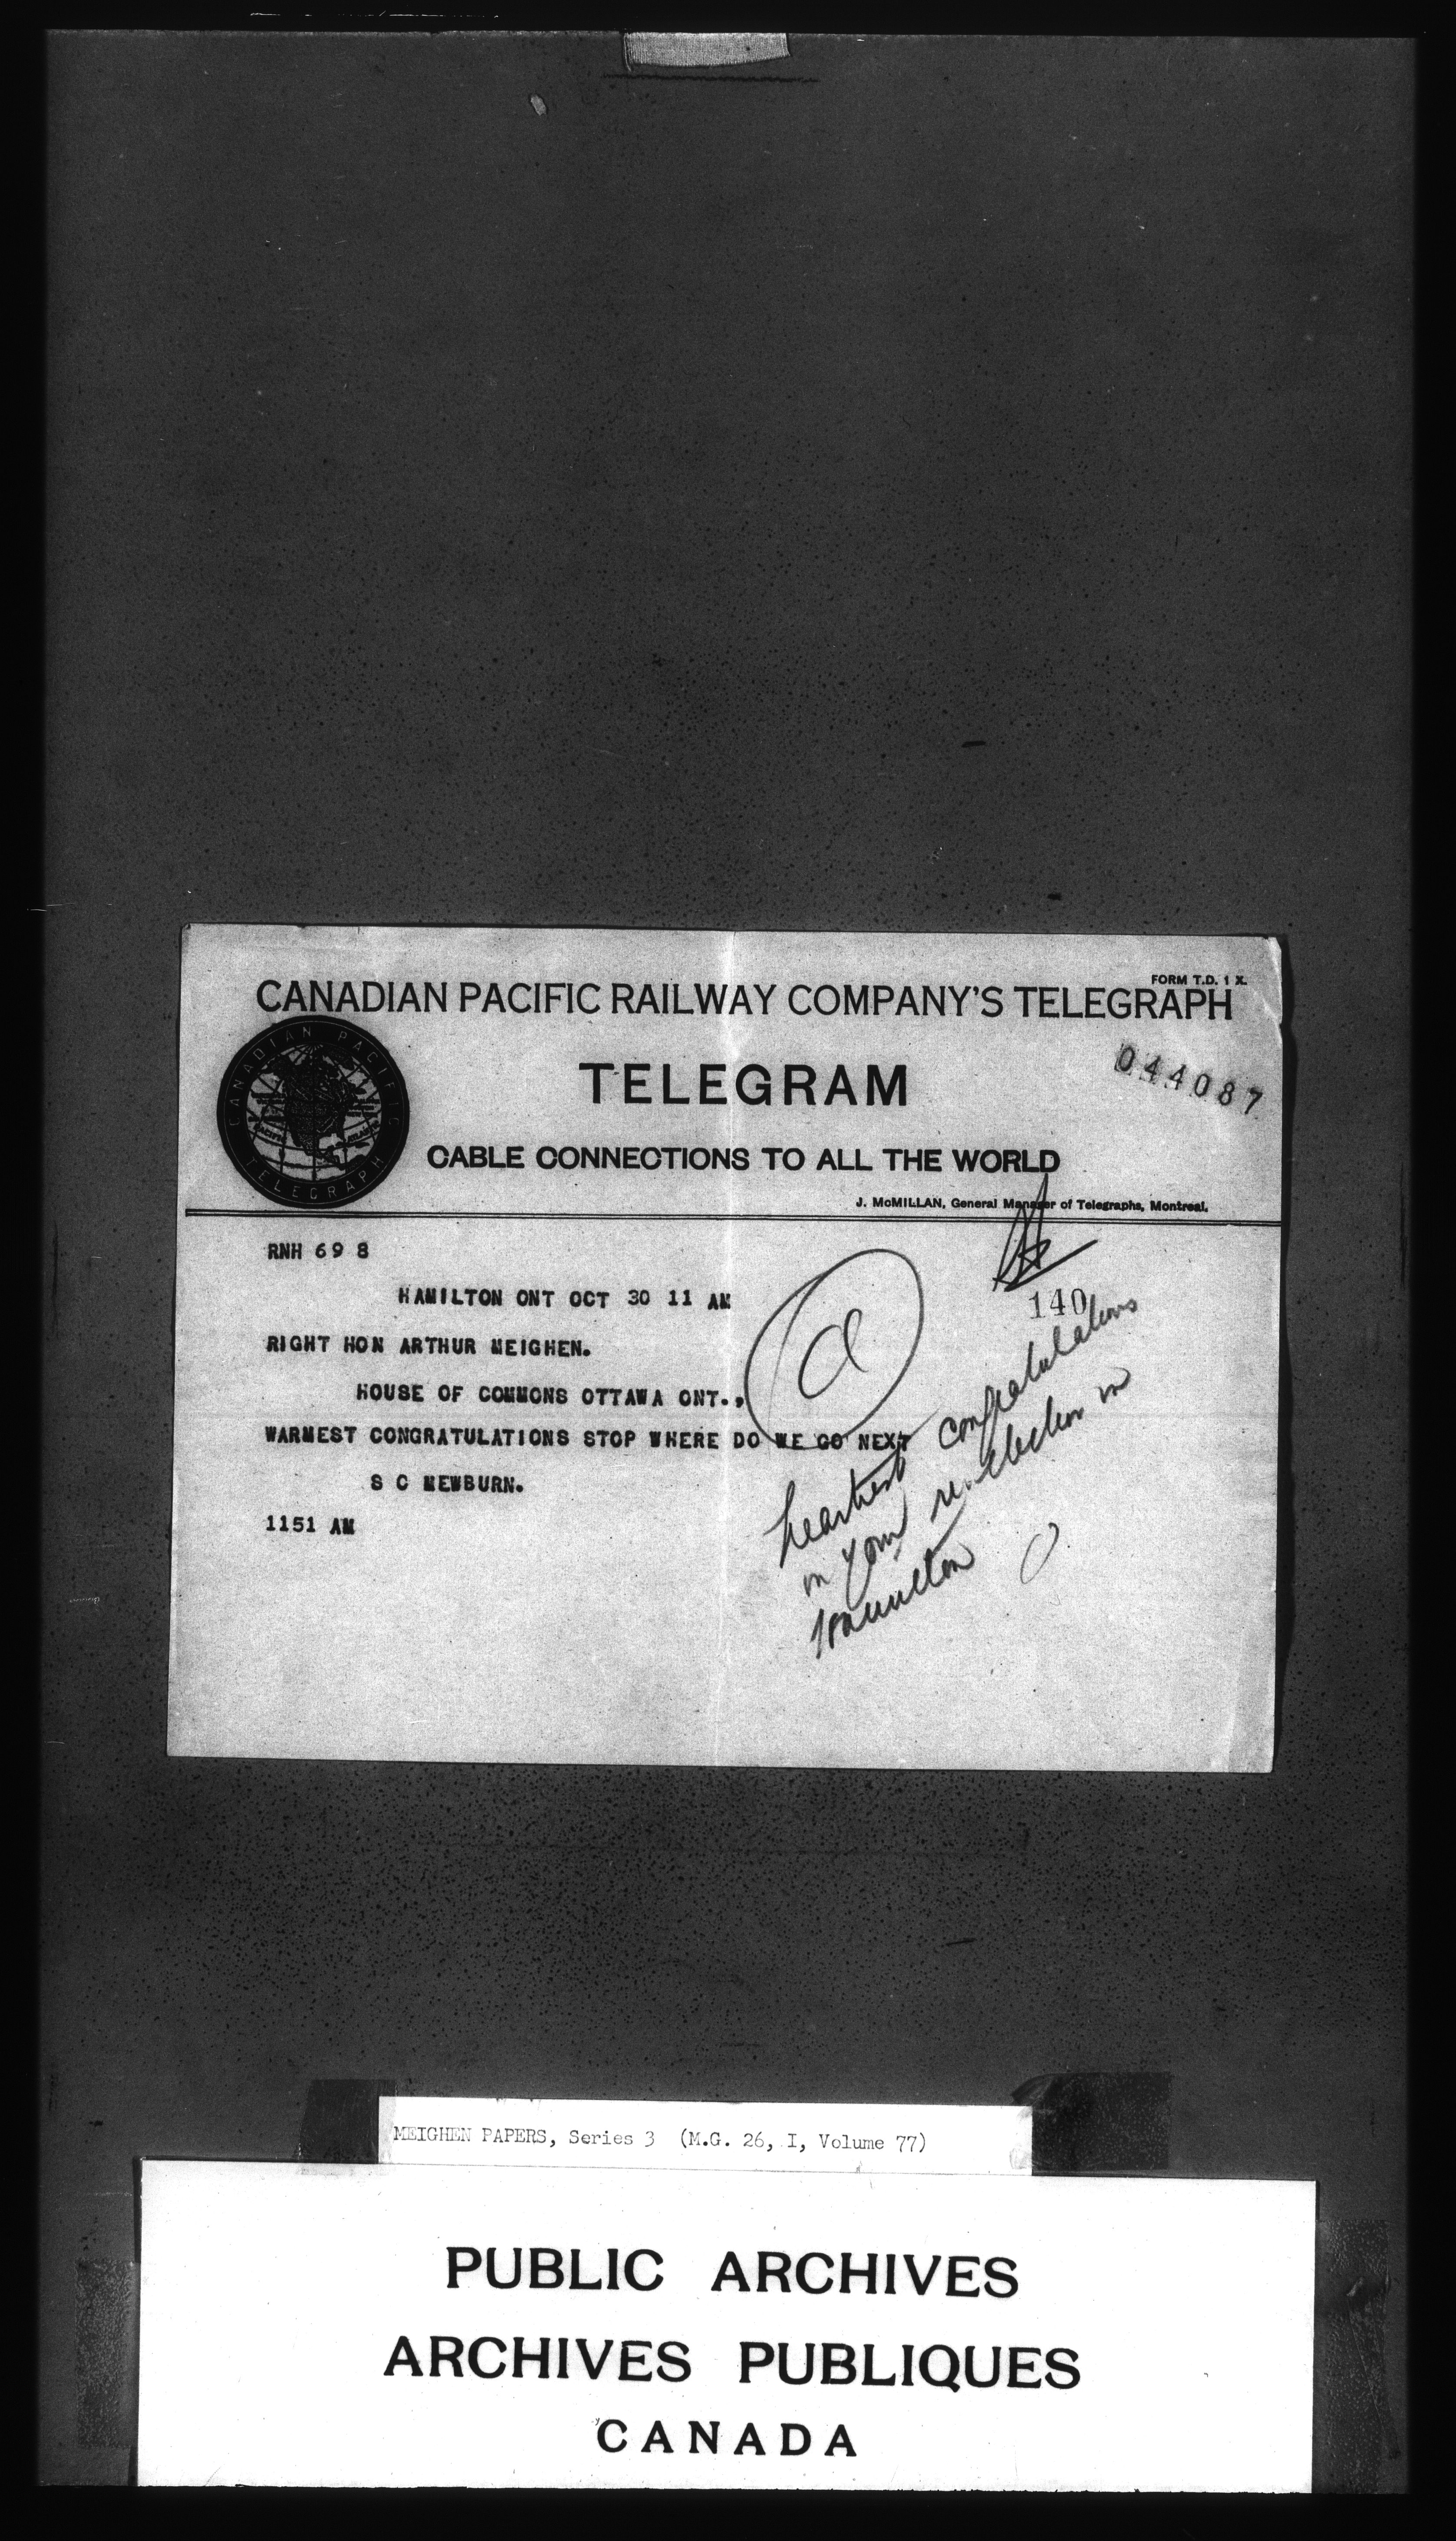 FORM T.D. 1 X.
CANADIAN PACIFIC RAILWAY COMPANY'S TELEGRAPH
CANADIAN PACIFIC
TELEGRAPH
TELEGRAM
044087
CABLE CONNECTIONS TO ALL THE WORLD
J. McMILLAN, General Manager of Telegraphs, Montreal.
RNH 69 8
HAMILTON ONT OCT 30 11 AM
140
RIGHT HON ARTHUR MEIGHEN.
HOUSE OF COMMONS OTTAWA ONT.,
WARMEST CONGRATULATIONS STOP WHERE DO WE GO NEXT
S C MEWBURN.
1151 AM
a
heartiest congratulations
on your re-election in
Hamilton
MEIGHEN PAPERS, Series 3 (M.G. 26, I, Volume 77)
PUBLIC ARCHIVES
ARCHIVES PUBLIQUES
CANADA